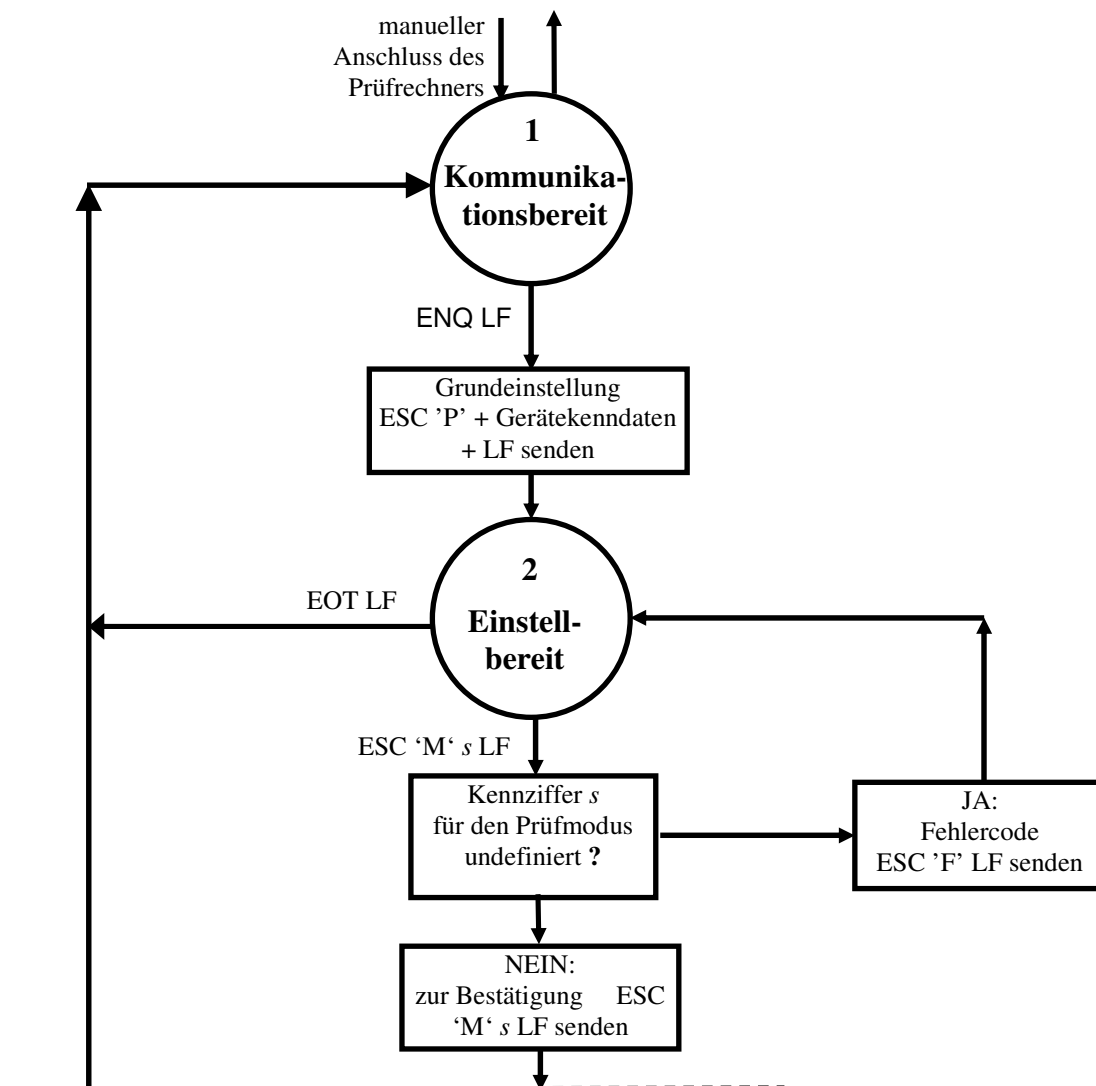 manueller
Anschluss des
Prüfrechners
1
Kommunika-
tionsbereit
ENQ LF
Grundeinstellung
ESC ’P’ + Gerätekenndaten
+ LF senden
2
Einstell-
bereit
EOT LF
ESC ‘M‘ s LF
Kennziffer s
für den Prüfmodus
undefiniert ?
JA:
Fehlercode
ESC ’F’ LF senden
NEIN:
zur Bestätigung ESC
‘M‘ s LF senden